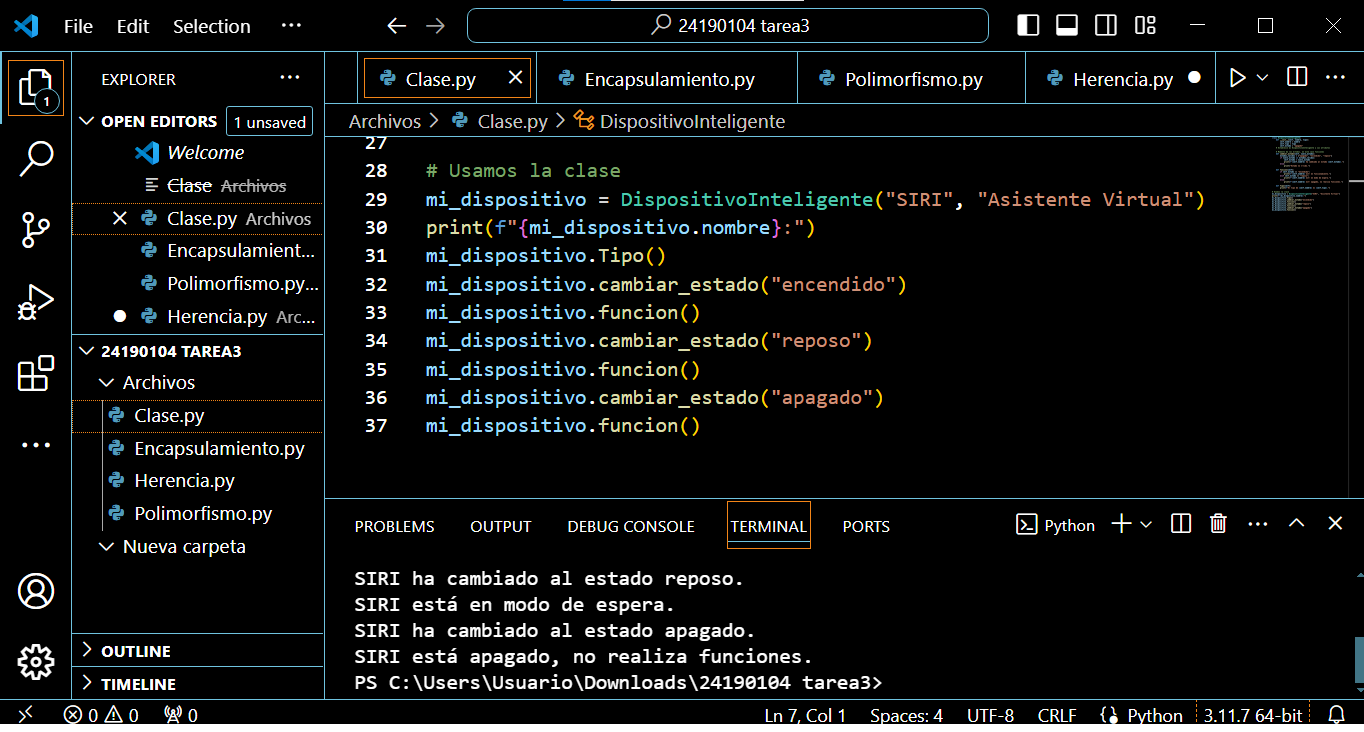 File Edit Selection ··· 24190104 tarea3
EXPLORER ···
1
OPEN EDITORS 1 unsaved
Welcome
Clase Archivos
Clase.py Archivos
Encapsulamient...
Polimorfismo.py...
Herencia.py Arc...
24190104 TAREA3
Archivos
Clase.py
Encapsulamiento.py
Herencia.py
Polimorfismo.py
Nueva carpeta
OUTLINE
TIMELINE
Clase.py Encapsulamiento.py Polimorfismo.py Herencia.py
Archivos > Clase.py > DispositivoInteligente
27
28 # Usamos la clase
29 mi_dispositivo = DispositivoInteligente("SIRI", "Asistente Virtual")
30 print(f"{mi_dispositivo.nombre}:")
31 mi_dispositivo.Tipo()
32 mi_dispositivo.cambiar_estado("encendido")
33 mi_dispositivo.funcion()
34 mi_dispositivo.cambiar_estado("reposo")
35 mi_dispositivo.funcion()
36 mi_dispositivo.cambiar_estado("apagado")
37 mi_dispositivo.funcion()
PROBLEMS OUTPUT DEBUG CONSOLE TERMINAL PORTS Python
SIRI ha cambiado al estado reposo.
SIRI está en modo de espera.
SIRI ha cambiado al estado apagado.
SIRI está apagado, no realiza funciones.
PS C:\Users\Usuario\Downloads\24190104 tarea3>
0 0 0 Ln 7, Col 1 Spaces: 4 UTF-8 CRLF Python 3.11.7 64-bit